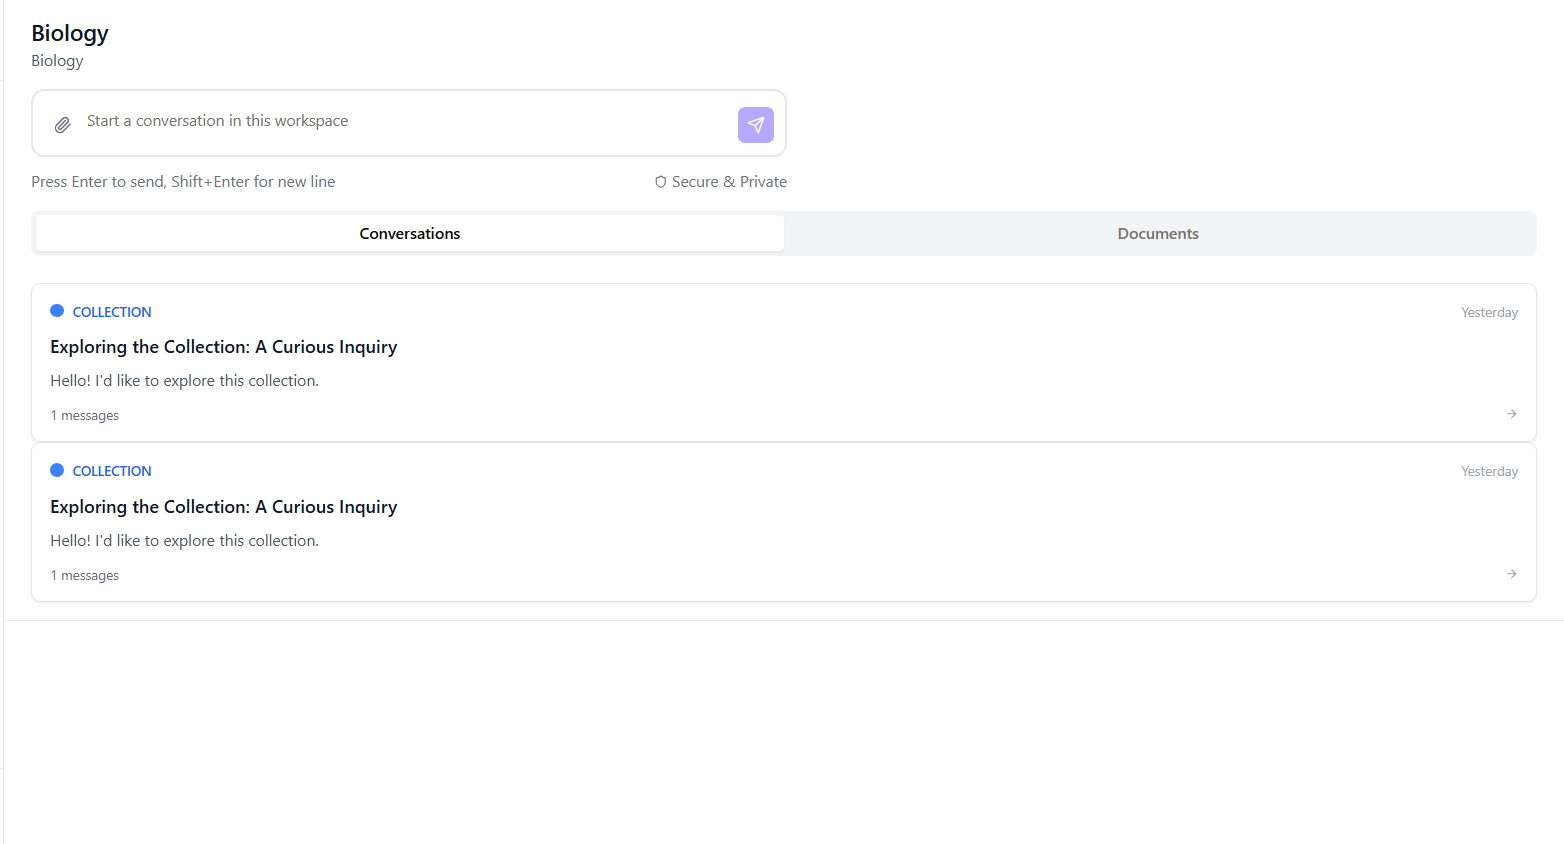 Biology
Biology
Start a conversation in this workspace
Press Enter to send, Shift+Enter for new line
Secure & Private
Conversations
Documents
COLLECTION
Yesterday
Exploring the Collection: A Curious Inquiry
Hello! I'd like to explore this collection.
1 messages
COLLECTION
Yesterday
Exploring the Collection: A Curious Inquiry
Hello! I'd like to explore this collection.
1 messages